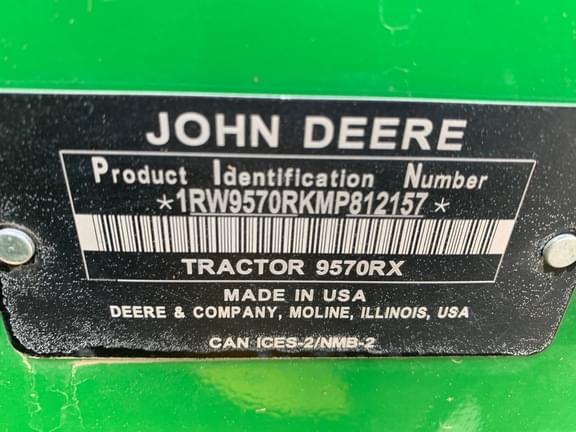 JOHN DEERE
Product Identification Number
*1RW9570RKMP812157*
TRACTOR 9570RX
MADE IN USA
DEERE & COMPANY, MOLINE, ILLINOIS, USA
CAN ICES-2/NMB-2